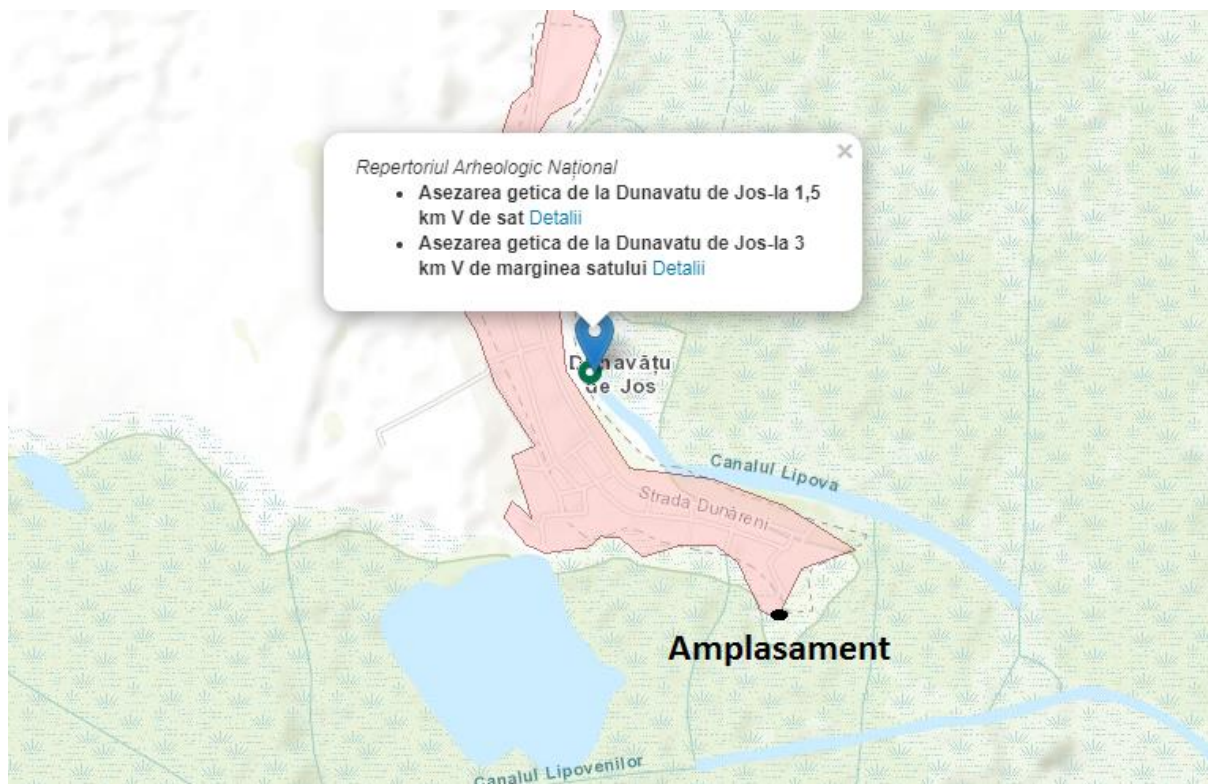 Repertoriul Arheologic Național
×
• Asezarea getica de la Dunavatu de Jos-la 1,5
km V de sat Detalii
• Asezarea getica de la Dunavatu de Jos-la 3
km V de marginea satului Detalii
Dunavățu
de Jos
Canalul Lipova
Strada Dunăreni
Amplasament
Canalul Lipovenilor